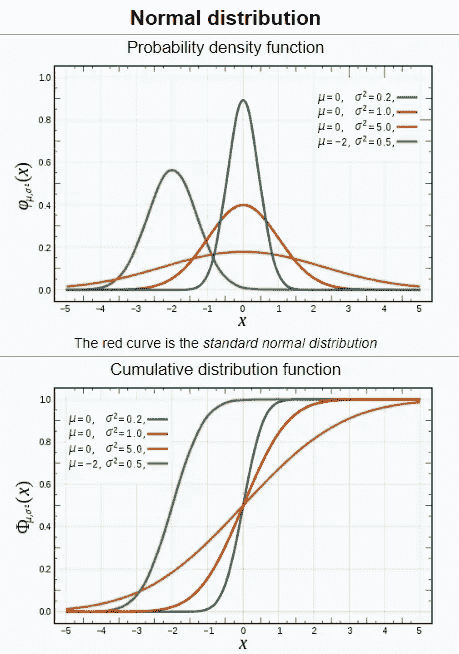 Normal distribution
Probability density function
1.0
0.8
0.6
0.4
0.2
0.0
φμ,σ²(x)
μ=0, σ²=0.2,
μ=0, σ²=1.0,
μ=0, σ²=5.0,
μ=−2, σ²=0.5,
−5 −4 −3 −2 −1 0 1 2 3 4 5
x
The red curve is the standard normal distribution
Cumulative distribution function
1.0
0.8
0.6
0.4
0.2
0.0
Φμ,σ²(x)
μ=0, σ²=0.2,
μ=0, σ²=1.0,
μ=0, σ²=5.0,
μ=−2, σ²=0.5,
−5 −4 −3 −2 −1 0 1 2 3 4 5
x